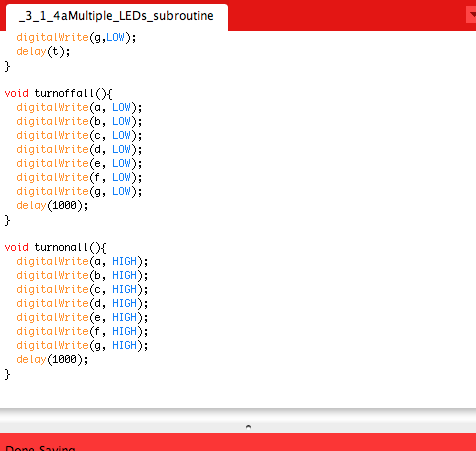 _3_1_4aMultiple_LEDs_subroutine
digitalWrite(g,LOW);
delay(t);
}
void turnoffall(){
digitalWrite(a, LOW);
digitalWrite(b, LOW);
digitalWrite(c, LOW);
digitalWrite(d, LOW);
digitalWrite(e, LOW);
digitalWrite(f, LOW);
digitalWrite(g, LOW);
delay(1000);
}
void turnonall(){
digitalWrite(a, HIGH);
digitalWrite(b, HIGH);
digitalWrite(c, HIGH);
digitalWrite(d, HIGH);
digitalWrite(e, HIGH);
digitalWrite(f, HIGH);
digitalWrite(g, HIGH);
delay(1000);
}
Done Saving